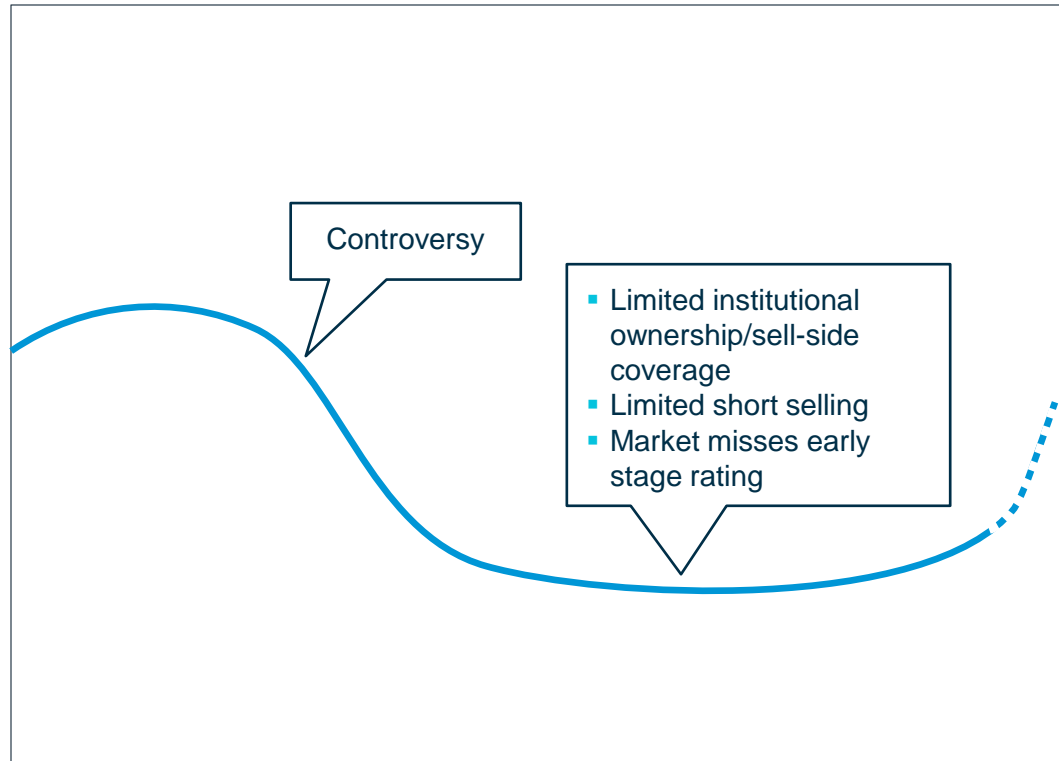 Controversy
▪ Limited institutional
ownership/sell-side
coverage
▪ Limited short selling
▪ Market misses early
stage rating